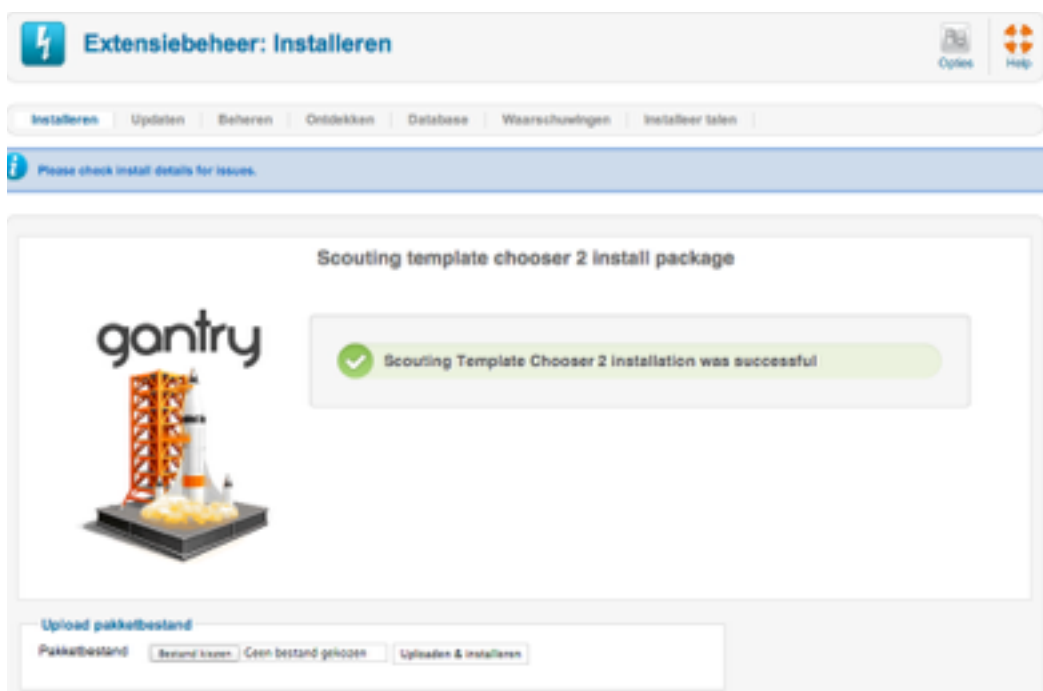 Extensiebeheer: Installeren
Opties
Help
Installeren Updaten Beheren Ontdekken Database Waarschuwingen Installeer talen
Please check install details for issues.
Scouting template chooser 2 install package
gantry
Scouting Template Chooser 2 installation was successful
Upload pakketbestand
Pakketbestand Bestand kiezen Geen bestand gekozen Uploaden & installeren